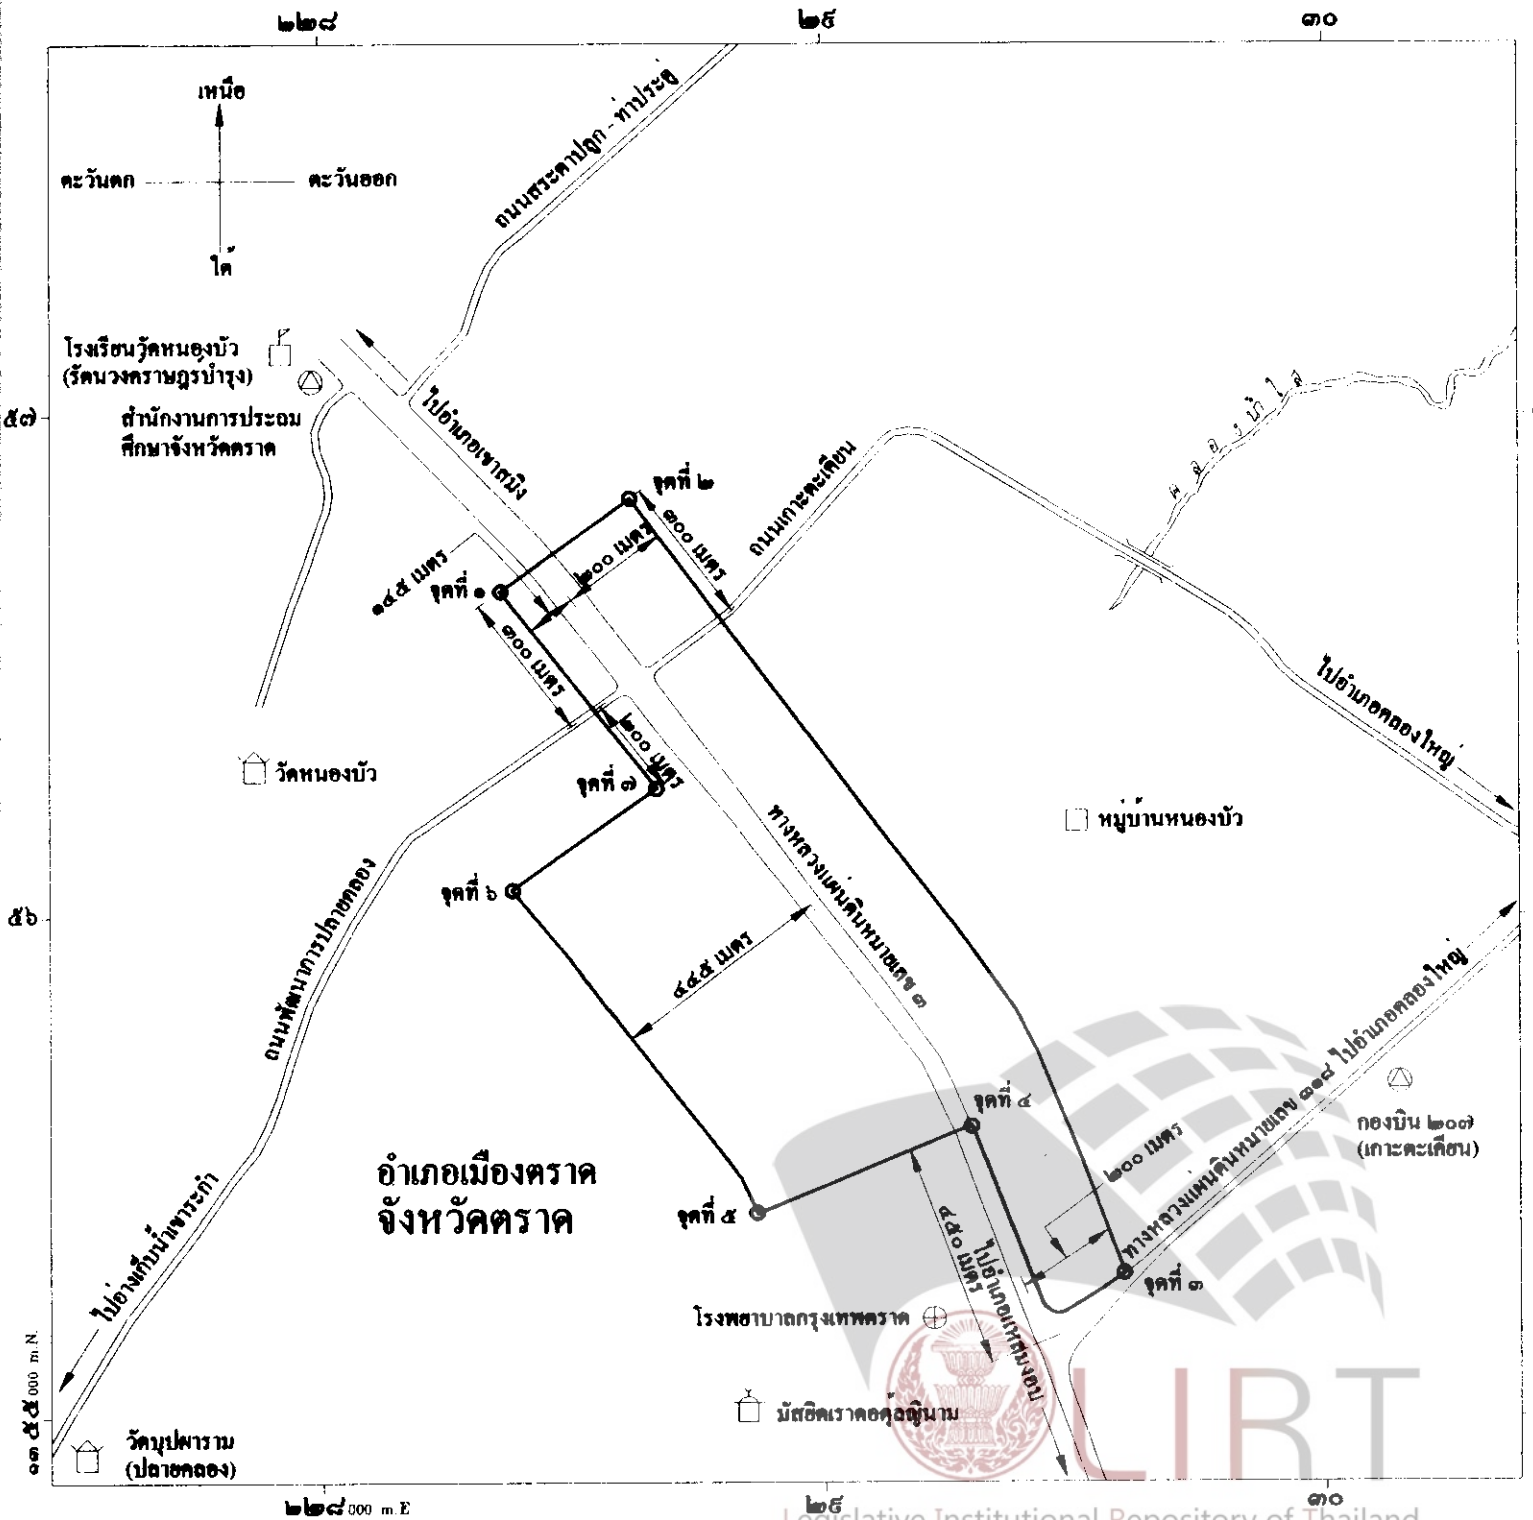 ๒๒๘
๒๙
๓๐
เหนือ
ตะวันตก
ตะวันออก
ใต้
ถนนสระตาปลูก - ท่าประดู่
โรงเรียนวัดหนองบัว
(รัตนวงศราษฎร์บำรุง)
สำนักงานการประถม
ศึกษาจังหวัดตราด
๕๗
ไปอำเภอเขาสมิง
ถนนเกาะตะเคียน
จุดที่ ๒
๓๐๐ เมตร
๒๐๐ เมตร
๑๔๕ เมตร
จุดที่ ๑
๓๐๐ เมตร
๒๐๐ เมตร
จุดที่ ๗
วัดหนองบัว
ไปอำเภอคลองใหญ่
หมู่บ้านหนองบัว
ทางหลวงแผ่นดินหมายเลข ๓
จุดที่ ๖
๕๖
๔๔๕ เมตร
ถนนพัฒนาการปลายคลอง
ทางหลวงแผ่นดินหมายเลข ๓๑๘ ไปอำเภอคลองใหญ่
จุดที่ ๔
กองบิน ๒๐๗
(เกาะตะเคียน)
๒๐๐ เมตร
อำเภอเมืองตราด
จังหวัดตราด
จุดที่ ๕
๔๕๐ เมตร
ไปอำเภอแหลมงอบ
จุดที่ ๓
ไปอ่างเก็บน้ำเขาระกำ
โรงพยาบาลกรุงเทพตราด
วัดบุปผาราม
(ปลายคลอง)
๑๓ ๕๕ 000 m.N.
๒๒๘ 000 m.E
๒๙
๓๐
LIRT
Legislative Institutional Repository of Thailand